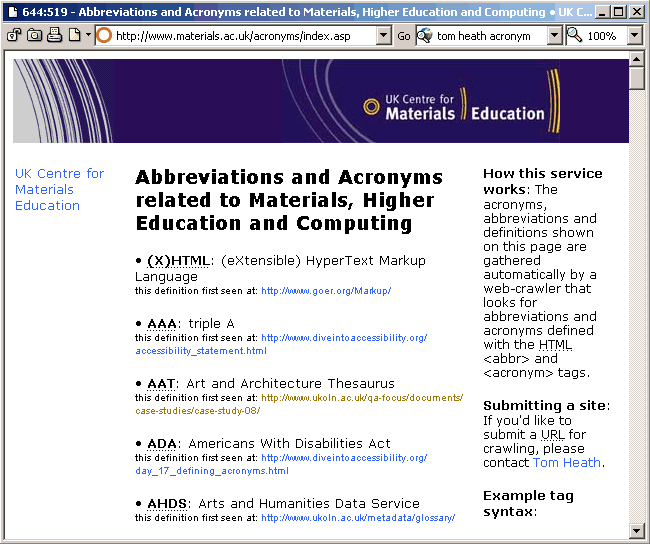 644:519 - Abbreviations and Acronyms related to Materials, Higher Education and Computing • UK C...
http://www.materials.ac.uk/acronyms/index.asp
Go
tom heath acronym
100%
UK Centre for
Materials Education
UK Centre for
Materials
Education
Abbreviations and Acronyms
related to Materials, Higher
Education and Computing
• (X)HTML: (eXtensible) HyperText Markup
Language
this definition first seen at: http://www.goer.org/Markup/
• AAA: triple A
this definition first seen at: http://www.diveintoaccessibility.org/
accessibility_statement.html
• AAT: Art and Architecture Thesaurus
this definition first seen at: http://www.ukoln.ac.uk/qa-focus/documents/
case-studies/case-study-08/
• ADA: Americans With Disabilities Act
this definition first seen at: http://www.diveintoaccessibility.org/
day_17_defining_acronyms.html
• AHDS: Arts and Humanities Data Service
this definition first seen at: http://www.ukoln.ac.uk/metadata/glossary/
How this service
works: The
acronyms,
abbreviations and
definitions shown
on this page are
gathered
automatically by a
web-crawler that
looks for
abbreviations and
acronyms defined
with the HTML
<abbr> and
<acronym> tags.
Submitting a site:
If you'd like to
submit a URL for
crawling, please
contact Tom Heath.
Example tag
syntax: